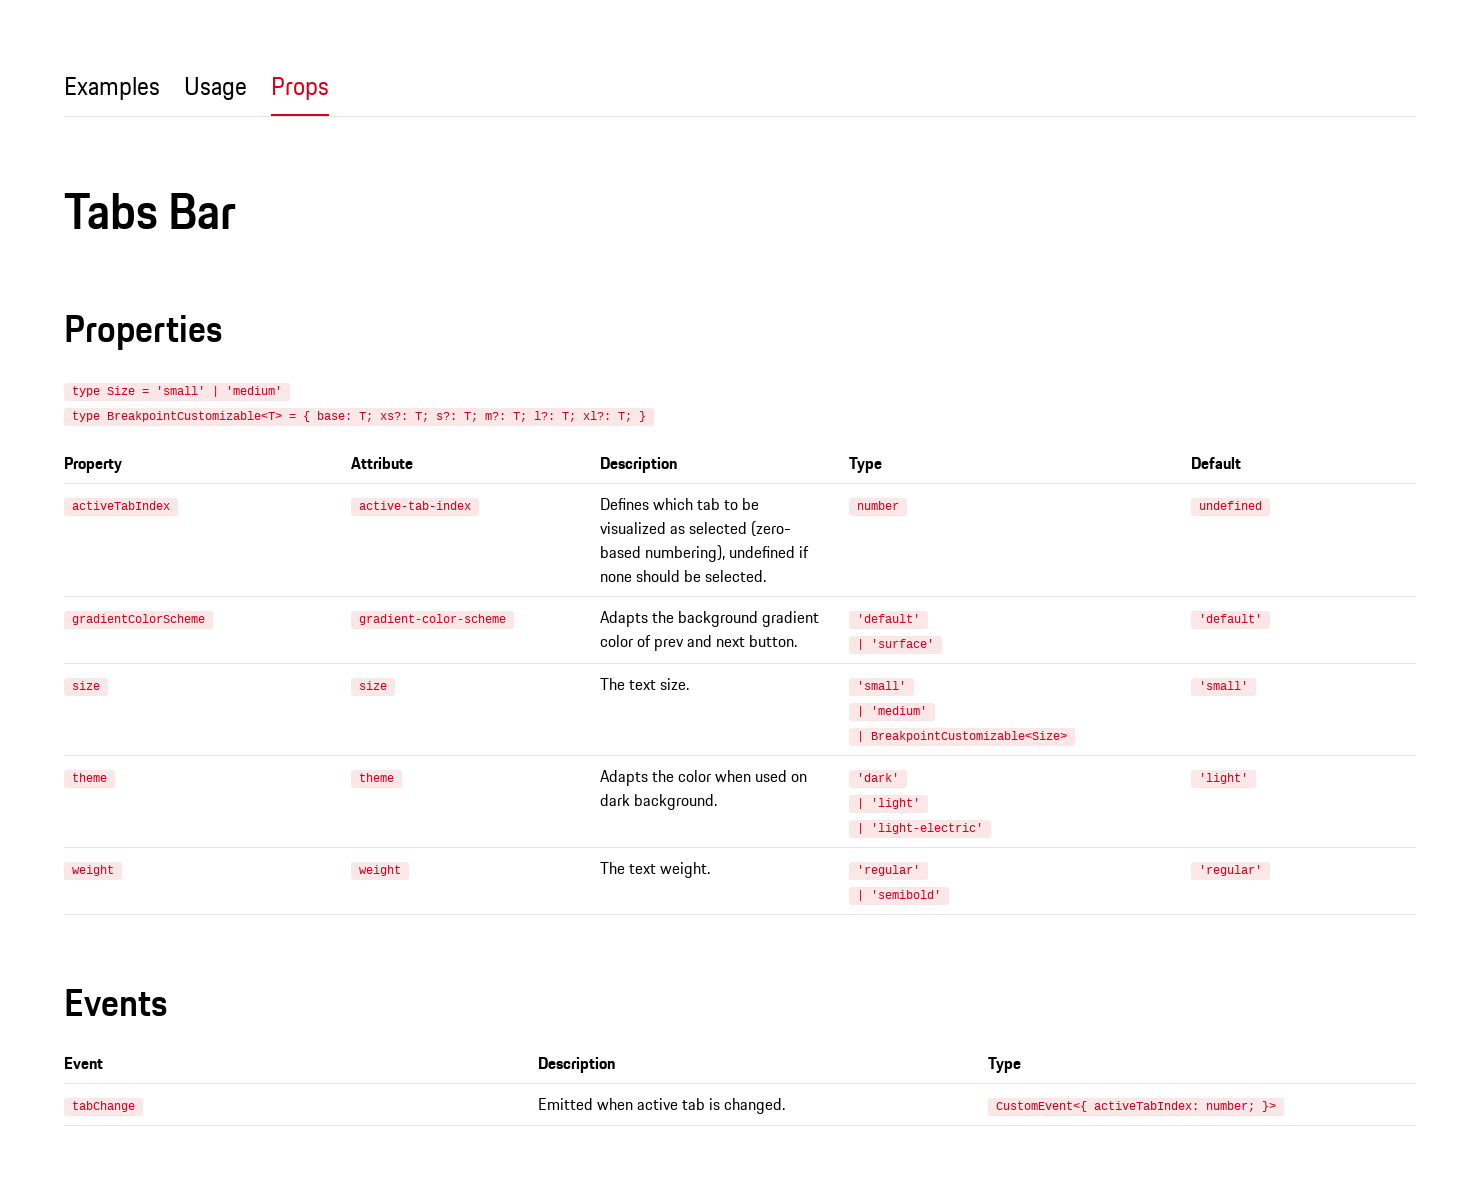 Examples Usage Props
Tabs Bar
Properties
type Size = 'small' | 'medium'
type BreakpointCustomizable<T> = { base: T; xs?: T; s?: T; m?: T; l?: T; xl?: T; }
Property Attribute Description Type Default
activeTabIndex active-tab-index Defines which tab to be number undefined
visualized as selected (zero-
based numbering), undefined if
none should be selected.
gradientColorScheme gradient-color-scheme Adapts the background gradient 'default' 'default'
color of prev and next button. | 'surface'
size size The text size. 'small' 'small'
| 'medium'
| BreakpointCustomizable<Size>
theme theme Adapts the color when used on 'dark' 'light'
dark background. | 'light'
| 'light-electric'
weight weight The text weight. 'regular' 'regular'
| 'semibold'
Events
Event Description Type
tabChange Emitted when active tab is changed. CustomEvent<{ activeTabIndex: number; }>